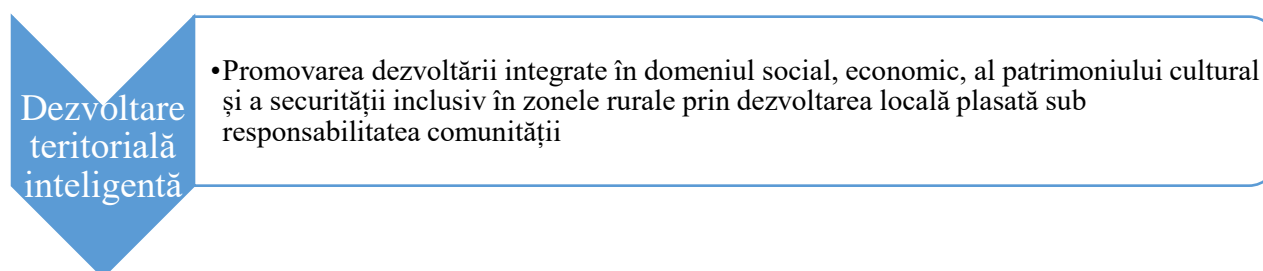 Dezvoltare
teritorială
inteligentă
•Promovarea dezvoltării integrate în domeniul social, economic, al patrimoniului cultural
și a securității inclusiv în zonele rurale prin dezvoltarea locală plasată sub
responsabilitatea comunității